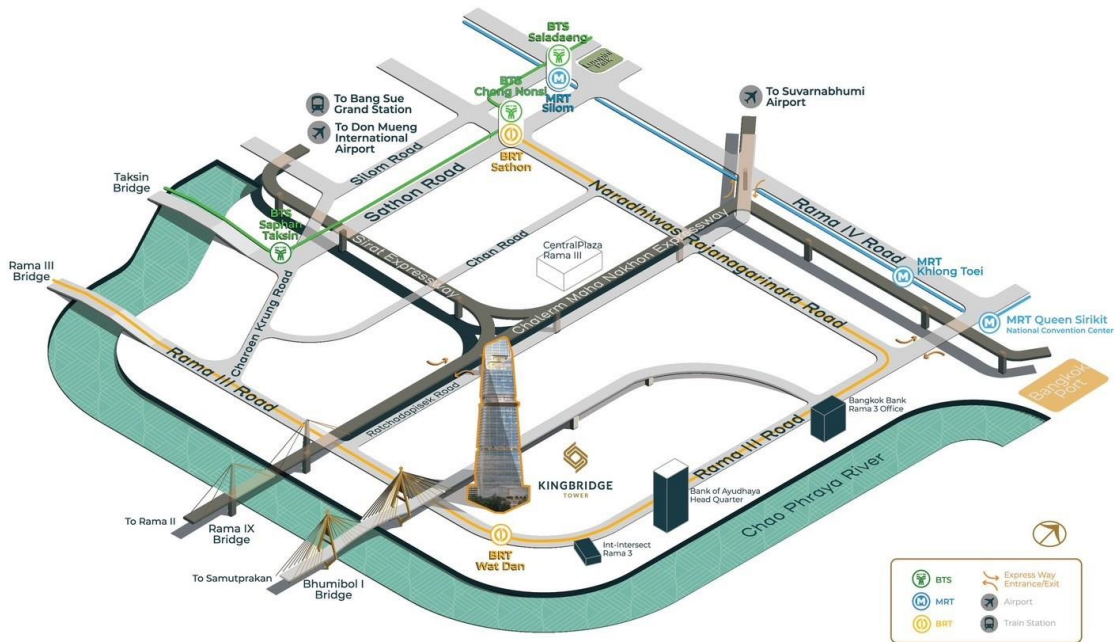 BTS
Saladaeng
Lumpini
Park
BTS
Chong Nonsi
MRT
Silom
To Bang Sue
Grand Station
To Don Mueng
International
Airport
To Suvarnabhumi
Airport
BRT
Sathon
Silom Road
Sathon Road
Taksin
Bridge
BTS
Saphan
Taksin
Naradhiwas Rajanagarindra Road
Rama IV Road
Chan Road
CentralPlaza
Rama III
Sirat Expressway
Chalerm Maha Nakhon Expressway
MRT
Khlong Toei
Rama III
Bridge
Charoen Krung Road
MRT Queen Sirikit
National Convention Center
Rama III Road
Ratchadapisek Road
Bangkok
Port
Bangkok Bank
Rama 3 Office
KINGBRIDGE
TOWER
Rama III Road
Bank of Ayudhaya
Head Quarter
Chao Phraya River
To Rama II
Rama IX
Bridge
Int-Intersect
Rama 3
BRT
Wat Dan
To Samutprakan
Bhumibol I
Bridge
BTS
Express Way
Entrance/Exit
MRT
Airport
BRT
Train Station